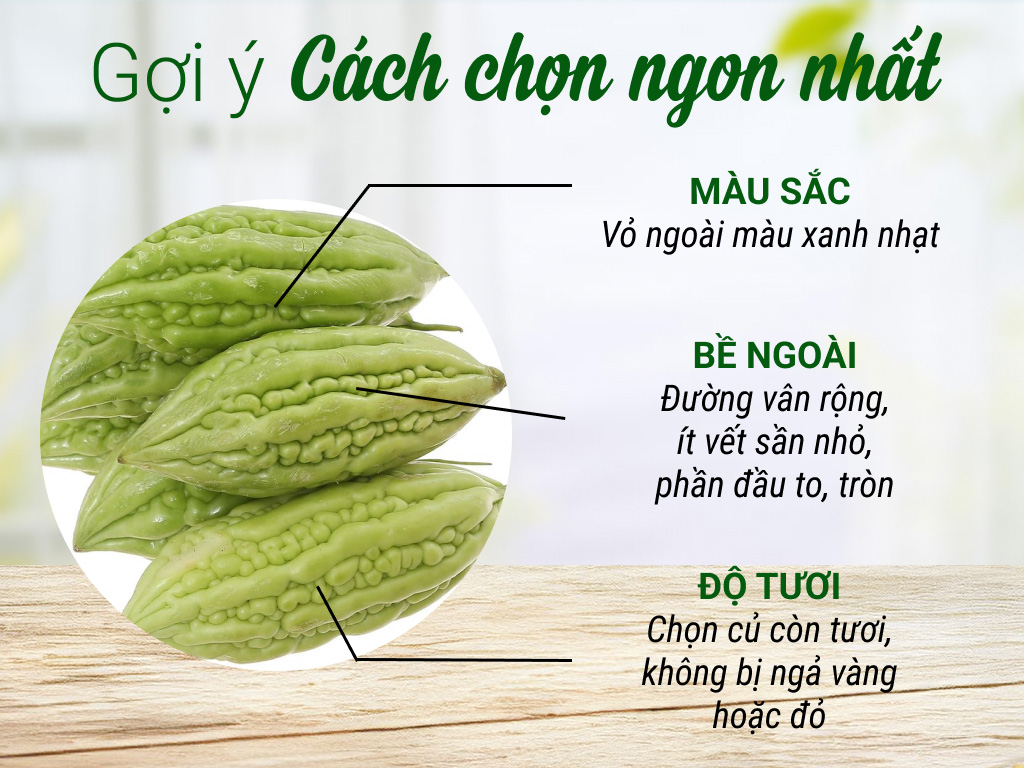 Gợi ý Cách chọn ngon nhất
MÀU SẮC
Vỏ ngoài màu xanh nhạt
BỀ NGOÀI
Đường vân rộng,
ít vết sần nhỏ,
phần đầu to, tròn
ĐỘ TƯƠI
Chọn củ còn tươi,
không bị ngả vàng
hoặc đỏ